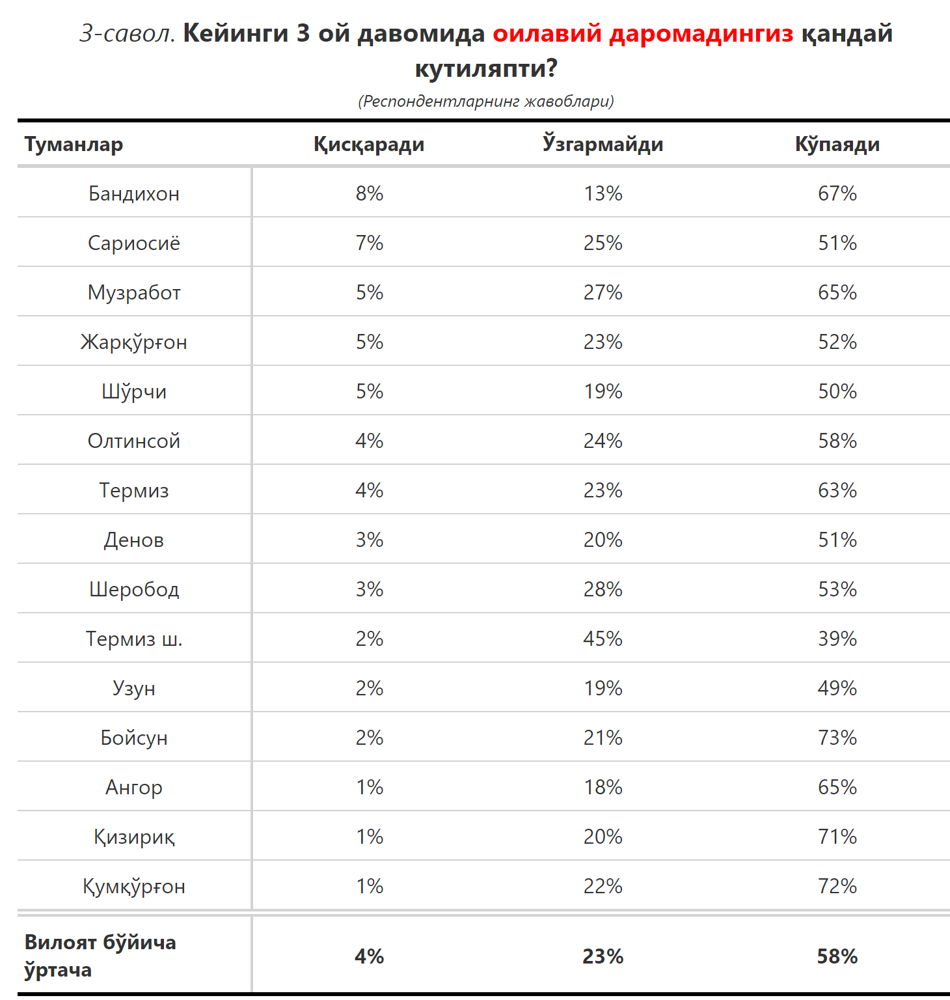 3-савол. Кейинги 3 ой давомида оилавий даромадингиз қандай
кутиляпти?
(Респондентларнинг жавоблари)
Туманлар Қисқаради Ўзгармайди Кўпаяди
Бандихон 8% 13% 67%
Сариосиё 7% 25% 51%
Музработ 5% 27% 65%
Жарқўрғон 5% 23% 52%
Шўрчи 5% 19% 50%
Олтинсой 4% 24% 58%
Термиз 4% 23% 63%
Денов 3% 20% 51%
Шеробод 3% 28% 53%
Термиз ш. 2% 45% 39%
Узун 2% 19% 49%
Бойсун 2% 21% 73%
Ангор 1% 18% 65%
Қизириқ 1% 20% 71%
Қумқўрғон 1% 22% 72%
Вилоят бўйича
ўртача 4% 23% 58%